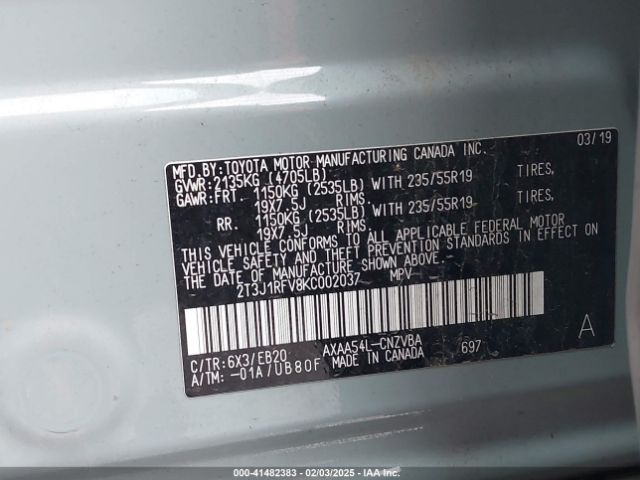 MFD.BY:TOYOTA MOTOR MANUFACTURING CANADA INC. 03/19
GVWR:2135KG (4705LB)
GAWR:FRT. 1150KG (2535LB) WITH 235/55R19 TIRES,
19X7.5J RIMS,
RR. 1150KG (2535LB) WITH 235/55R19 TIRES,
19X7.5J RIMS,
THIS VEHICLE CONFORMS TO ALL APPLICABLE FEDERAL MOTOR
VEHICLE SAFETY AND THEFT PREVENTION STANDARDS IN EFFECT ON
THE DATE OF MANUFACTURE SHOWN ABOVE.
2T3J1RFV8KC002037 MPV
C/TR:6X3/EB20 AXAA54L-CNZVBA 697 A
A/TM: -01A/UB80F MADE IN CANADA
000-41482383 - 02/03/2025 - IAA Inc.